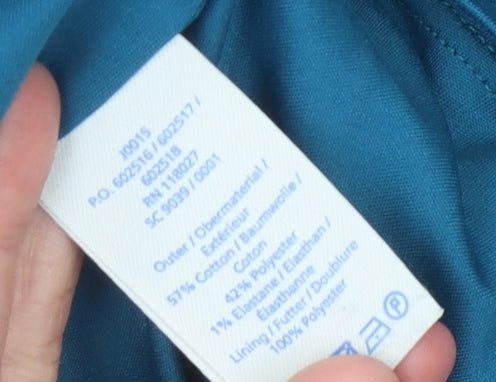 J0015
P.O. 602516 / 602517 /
602518
RN 118027
SC 9039 / 0001
Outer / Obermaterial /
Extérieur
57% Cotton / Baumwolle /
Coton
42% Polyester
1% Elastane / Elasthan /
Élasthanne
Lining / Futter / Doublure
100% Polyester
P